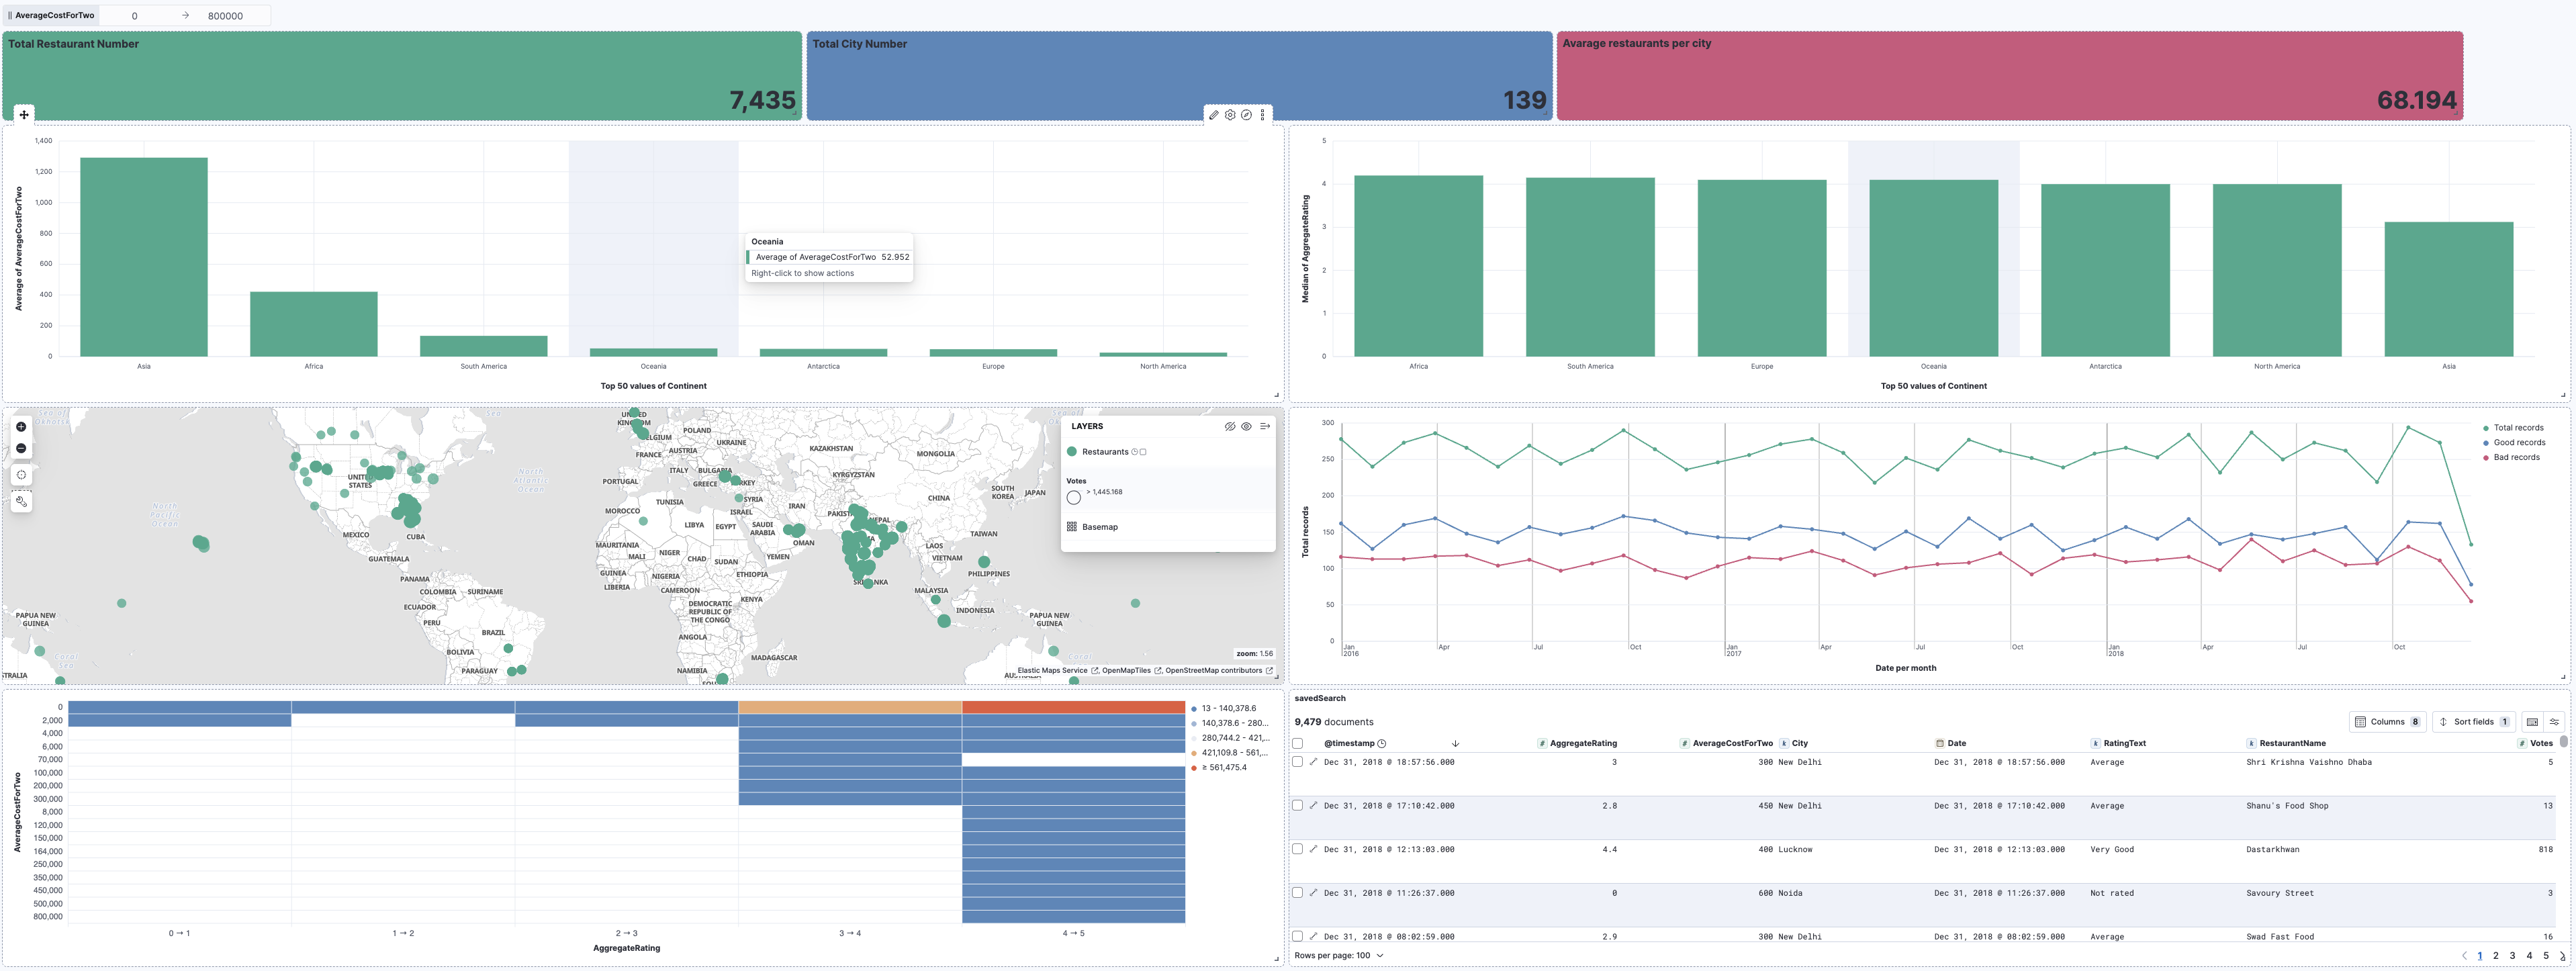 AverageCostForTwo 0 → 800000
Total Restaurant Number
7,435
Total City Number
139
Avarage restaurants per city
68.194
Average of AverageCostForTwo
1,400
1,200
1,000
800
600
400
200
0
Asia Africa South America Oceania Antarctica Europe North America
Top 50 values of Continent
Oceania
Average of AverageCostForTwo 52.952
Right-click to show actions
Median of AggregateRating
5
4
3
2
1
0
Africa South America Europe Oceania Antarctica North America Asia
Top 50 values of Continent
Sea of Okhotsk
Sea
UNITED KINGDOM
BELGIUM
POLAND
UKRAINE
FRANCE
AUSTRIA
ITALY
BULGARIA
PORTUGAL
GREECE
SYRIA
TUNISIA
ISRAEL
IRAN
MOROCCO
LIBYA
EGYPT
SAUDI ARABIA
OMAN
KAZAKHSTAN
MONGOLIA
KYRGYZSTAN
CHINA
SOUTH KOREA
JAPAN
TAIWAN
LAOS
VIETNAM
PHILIPPINES
MALAYSIA
INDONESIA
PAPUA NEW GUINEA
UNITED STATES
North Atlantic Ocean
North Pacific Ocean
MEXICO
CUBA
GUATEMALA
PANAMA
COLOMBIA
SURINAME
ECUADOR
PERU
BRAZIL
BOLIVIA
PARAGUAY
PAPUA NEW GUINEA
Coral Sea
MAURITANIA
MALI
NIGER
CHAD
SUDAN
YEMEN
GUINEA
NIGERIA
ETHIOPIA
LIBERIA
CAMEROON
KENYA
DEMOCRATIC REPUBLIC OF THE CONGO
ANGOLA
MADAGASCAR
NAMIBIA
LAYERS
Restaurants
Votes
> 1,445.168
Basemap
zoom: 1.56
Elastic Maps Service , OpenMapTiles , OpenStreetMap contributors
Total records
300
250
200
150
100
50
0
Jan Apr Jul Oct Jan Apr Jul Oct Jan Apr Jul Oct
2016 2017 2018
Date per month
Total records
Good records
Bad records
AverageCostForTwo
0
2,000
4,000
6,000
70,000
100,000
200,000
300,000
8,000
120,000
150,000
164,000
250,000
350,000
450,000
500,000
800,000
0 → 1 1 → 2 2 → 3 3 → 4 4 → 5
AggregateRating
13 - 140,378.6
140,378.6 - 280...
280,744.2 - 421,...
421,109.8 - 561,...
≥ 561,475.4
savedSearch
9,479 documents
Columns 8 Sort fields 1
@timestamp AggregateRating AverageCostForTwo City Date RatingText RestaurantName Votes
Dec 31, 2018 @ 18:57:56.000 3 300 New Delhi Dec 31, 2018 @ 18:57:56.000 Average Shri Krishna Vaishno Dhaba 5
Dec 31, 2018 @ 17:10:42.000 2.8 450 New Delhi Dec 31, 2018 @ 17:10:42.000 Average Shanu's Food Shop 13
Dec 31, 2018 @ 12:13:03.000 4.4 400 Lucknow Dec 31, 2018 @ 12:13:03.000 Very Good Dastarkhwan 818
Dec 31, 2018 @ 11:26:37.000 0 600 Noida Dec 31, 2018 @ 11:26:37.000 Not rated Savoury Street 3
Dec 31, 2018 @ 08:02:59.000 2.9 300 New Delhi Dec 31, 2018 @ 08:02:59.000 Average Swad Fast Food 16
Rows per page: 100
1 2 3 4 5